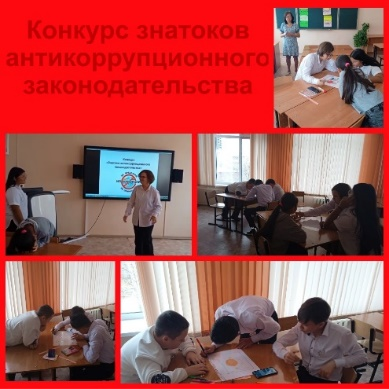 Конкурс знатоков
антикоррупционного
законодательства